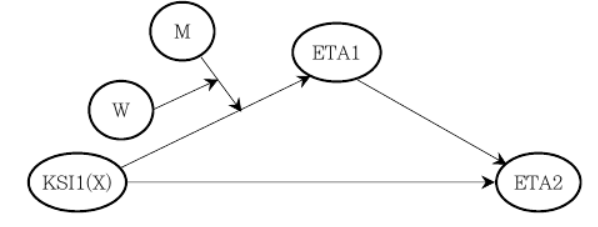 M
ETA1
W
KSI1(X)
ETA2